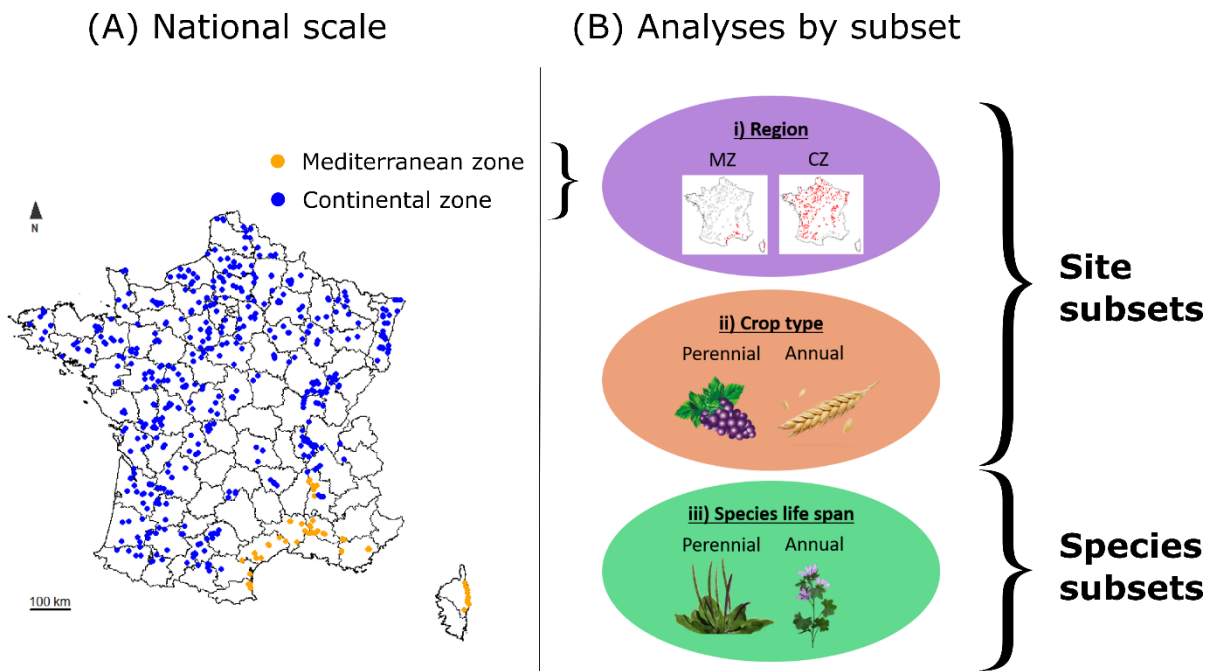 (A) National scale
Mediterranean zone
Continental zone
N
100 km
(B) Analyses by subset
i) Region
MZ CZ
ii) Crop type
Perennial Annual
iii) Species life span
Perennial Annual
Site
subsets
Species
subsets